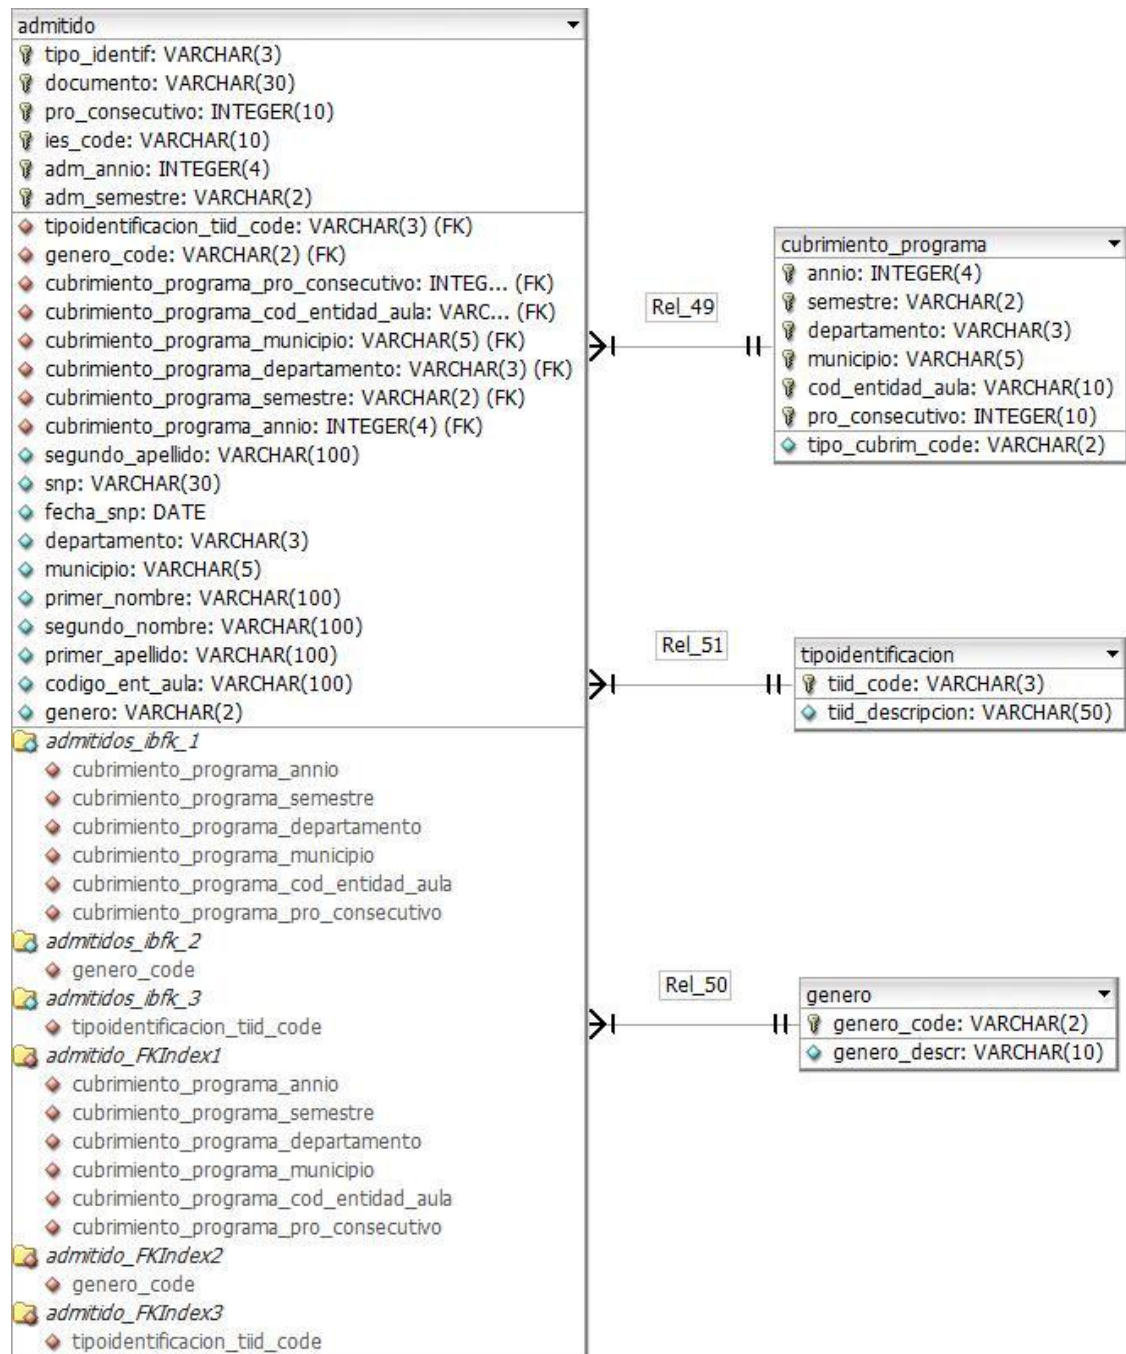 admitido
tipo_identif: VARCHAR(3)
documento: VARCHAR(30)
pro_consecutivo: INTEGER(10)
ies_code: VARCHAR(10)
adm_annio: INTEGER(4)
adm_semestre: VARCHAR(2)
tipoidentificacion_tiid_code: VARCHAR(3) (FK)
genero_code: VARCHAR(2) (FK)
cubrimiento_programa_pro_consecutivo: INTEG... (FK)
cubrimiento_programa_cod_entidad_aula: VARC... (FK)
cubrimiento_programa_municipio: VARCHAR(5) (FK)
cubrimiento_programa_departamento: VARCHAR(3) (FK)
cubrimiento_programa_semestre: VARCHAR(2) (FK)
cubrimiento_programa_annio: INTEGER(4) (FK)
segundo_apellido: VARCHAR(100)
snp: VARCHAR(30)
fecha_snp: DATE
departamento: VARCHAR(3)
municipio: VARCHAR(5)
primer_nombre: VARCHAR(100)
segundo_nombre: VARCHAR(100)
primer_apellido: VARCHAR(100)
codigo_ent_aula: VARCHAR(100)
genero: VARCHAR(2)
admitidos_ibfk_1
cubrimiento_programa_annio
cubrimiento_programa_semestre
cubrimiento_programa_departamento
cubrimiento_programa_municipio
cubrimiento_programa_cod_entidad_aula
cubrimiento_programa_pro_consecutivo
admitidos_ibfk_2
genero_code
admitidos_ibfk_3
tipoidentificacion_tiid_code
admitido_FKIndex1
cubrimiento_programa_annio
cubrimiento_programa_semestre
cubrimiento_programa_departamento
cubrimiento_programa_municipio
cubrimiento_programa_cod_entidad_aula
cubrimiento_programa_pro_consecutivo
admitido_FKIndex2
genero_code
admitido_FKIndex3
tipoidentificacion_tiid_code
Rel_49
cubrimiento_programa
annio: INTEGER(4)
semestre: VARCHAR(2)
departamento: VARCHAR(3)
municipio: VARCHAR(5)
cod_entidad_aula: VARCHAR(10)
pro_consecutivo: INTEGER(10)
tipo_cubrim_code: VARCHAR(2)
Rel_51
tipoidentificacion
tiid_code: VARCHAR(3)
tiid_descripcion: VARCHAR(50)
Rel_50
genero
genero_code: VARCHAR(2)
genero_descr: VARCHAR(10)